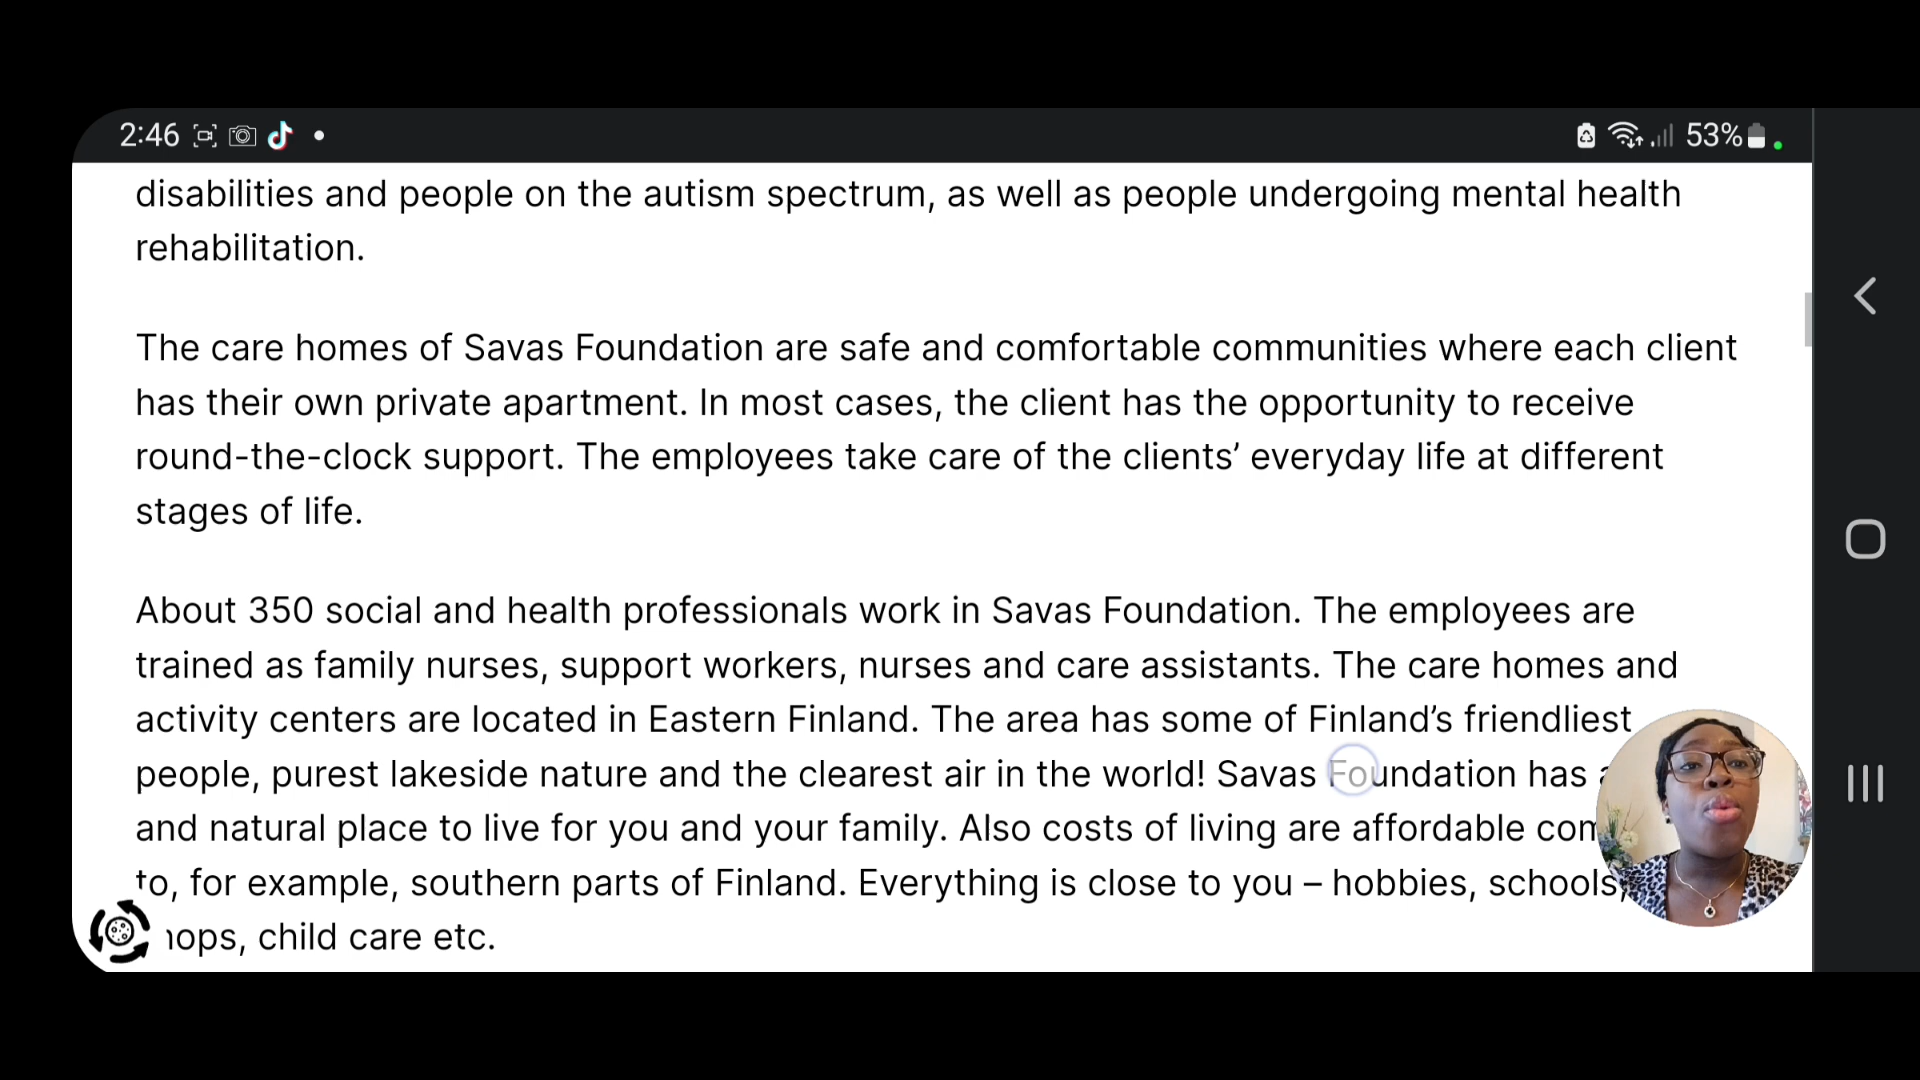 2:46
53%
disabilities and people on the autism spectrum, as well as people undergoing mental health
rehabilitation.
The care homes of Savas Foundation are safe and comfortable communities where each client
has their own private apartment. In most cases, the client has the opportunity to receive
round-the-clock support. The employees take care of the clients’ everyday life at different
stages of life.
About 350 social and health professionals work in Savas Foundation. The employees are
trained as family nurses, support workers, nurses and care assistants. The care homes and
activity centers are located in Eastern Finland. The area has some of Finland’s friendliest
people, purest lakeside nature and the clearest air in the world! Savas Foundation has
and natural place to live for you and your family. Also costs of living are affordable
to, for example, southern parts of Finland. Everything is close to you – hobbies, schools,
child care etc.